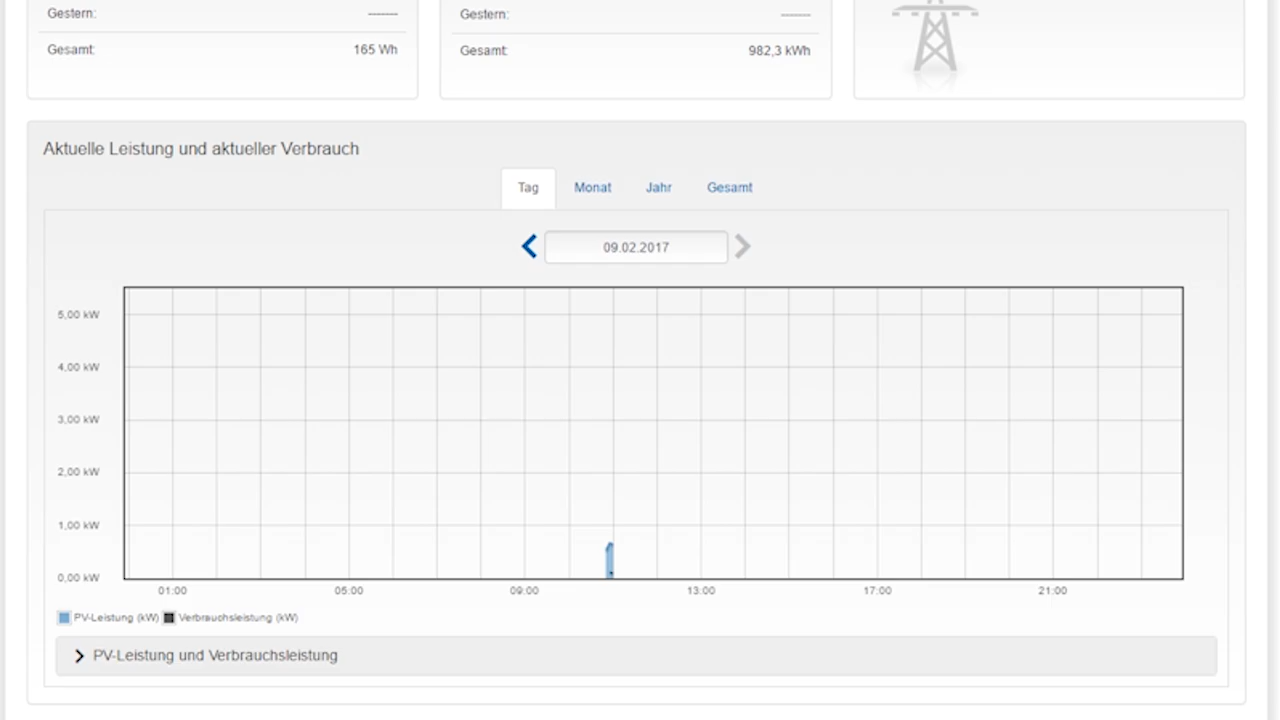 Gestern: -------
Gesamt: 165 Wh
Gestern: -------
Gesamt: 982,3 kWh
Aktuelle Leistung und aktueller Verbrauch
Tag Monat Jahr Gesamt
09.02.2017
5,00 kW
4,00 kW
3,00 kW
2,00 kW
1,00 kW
0,00 kW
01:00 05:00 09:00 13:00 17:00 21:00
PV-Leistung (kW) Verbrauchsleistung (kW)
PV-Leistung und Verbrauchsleistung